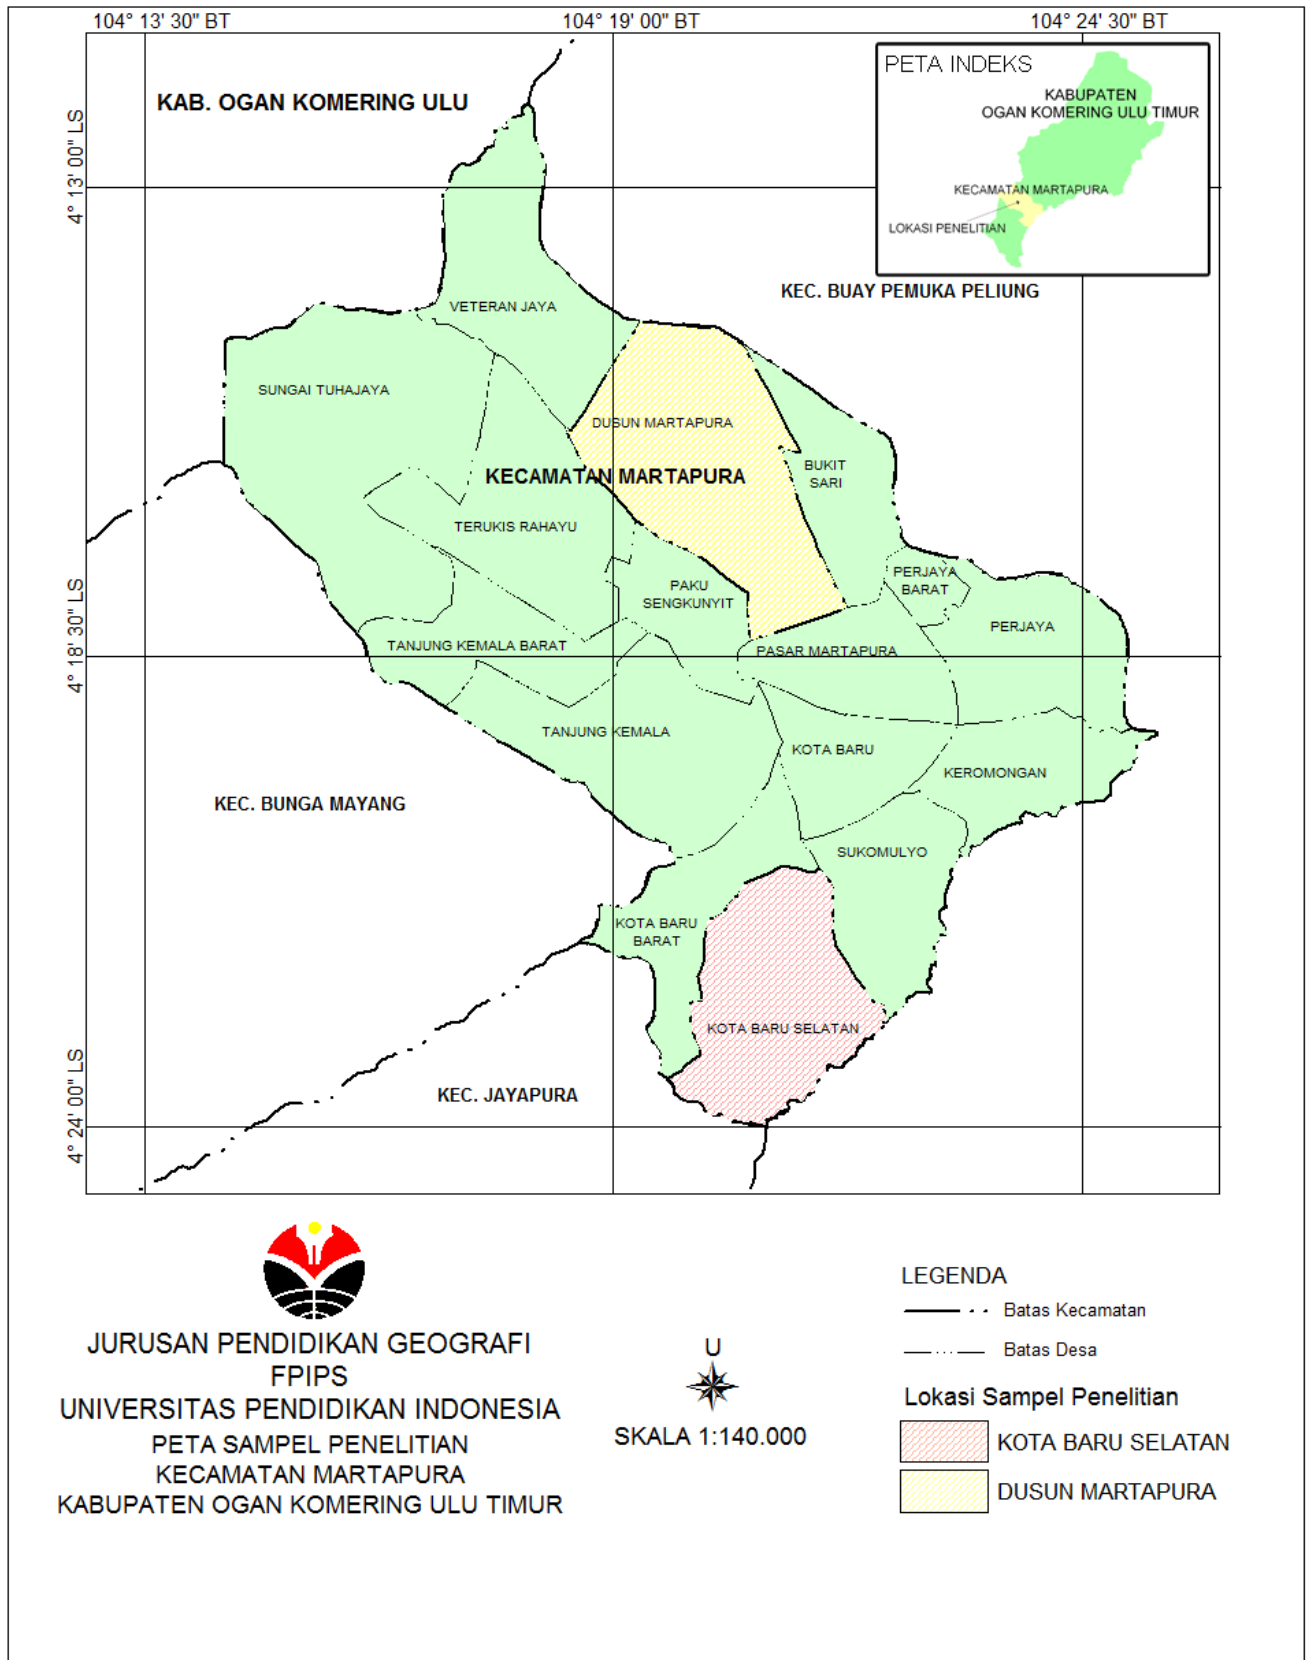 104° 13' 30" BT
104° 19' 00" BT
104° 24' 30" BT
4° 13' 00" LS
4° 18' 30" LS
4° 24' 00" LS
PETA INDEKS
KABUPATEN
OGAN KOMERING ULU TIMUR
KECAMATAN MARTAPURA
LOKASI PENELITIAN
KAB. OGAN KOMERING ULU
KEC. BUAY PEMUKA PELIUNG
VETERAN JAYA
SUNGAI TUHAJAYA
DUSUN MARTAPURA
KECAMATAN MARTAPURA
BUKIT
SARI
TERUKIS RAHAYU
PAKU
SENGKUNYIT
PERJAYA
BARAT
PERJAYA
TANJUNG KEMALA BARAT
PASAR MARTAPURA
TANJUNG KEMALA
KOTA BARU
KEROMONGAN
KEC. BUNGA MAYANG
SUKOMULYO
KOTA BARU
BARAT
KOTA BARU SELATAN
KEC. JAYAPURA
JURUSAN PENDIDIKAN GEOGRAFI
FPIPS
UNIVERSITAS PENDIDIKAN INDONESIA
PETA SAMPEL PENELITIAN
KECAMATAN MARTAPURA
KABUPATEN OGAN KOMERING ULU TIMUR
U
SKALA 1:140.000
LEGENDA
Batas Kecamatan
Batas Desa
Lokasi Sampel Penelitian
KOTA BARU SELATAN
DUSUN MARTAPURA